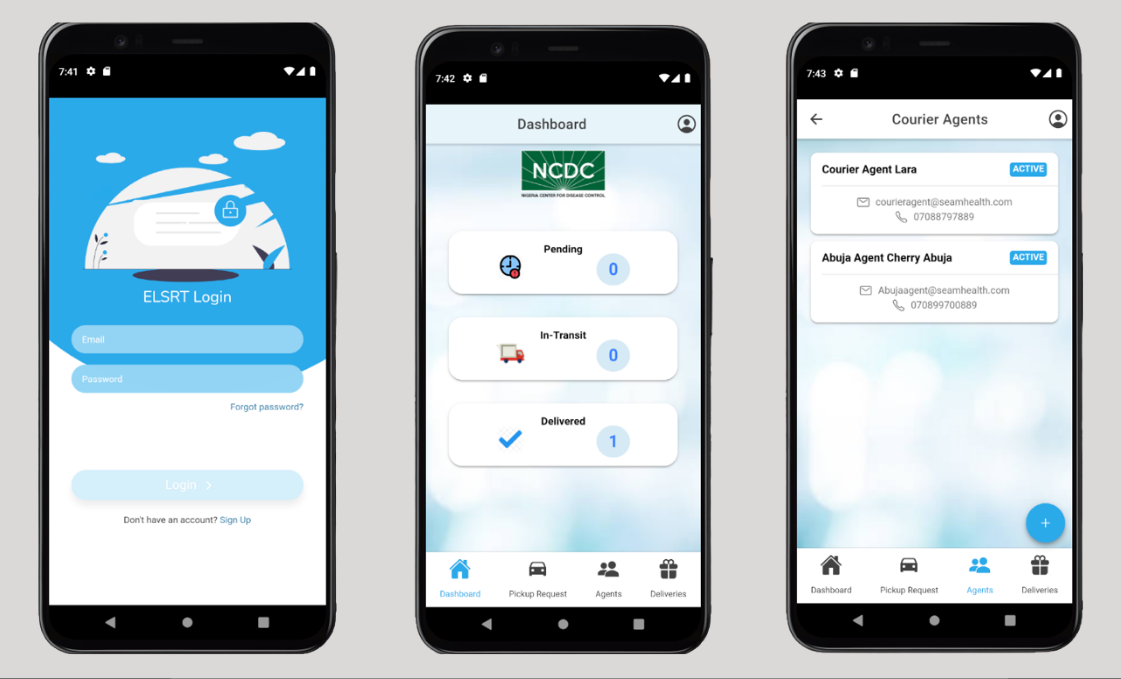 7:41
ELSRT Login
Email
Password
Forgot password?
Login >
Don't have an account? Sign Up
7:42
Dashboard
NCDC
NIGERIA CENTER FOR DISEASE CONTROL
Pending
0
In-Transit
0
Delivered
1
Dashboard Pickup Request Agents Deliveries
7:43
Courier Agents
Courier Agent Lara ACTIVE
courieragent@seamhealth.com
07088797889
Abuja Agent Cherry Abuja ACTIVE
Abujaagent@seamhealth.com
070899700889
+
Dashboard Pickup Request Agents Deliveries